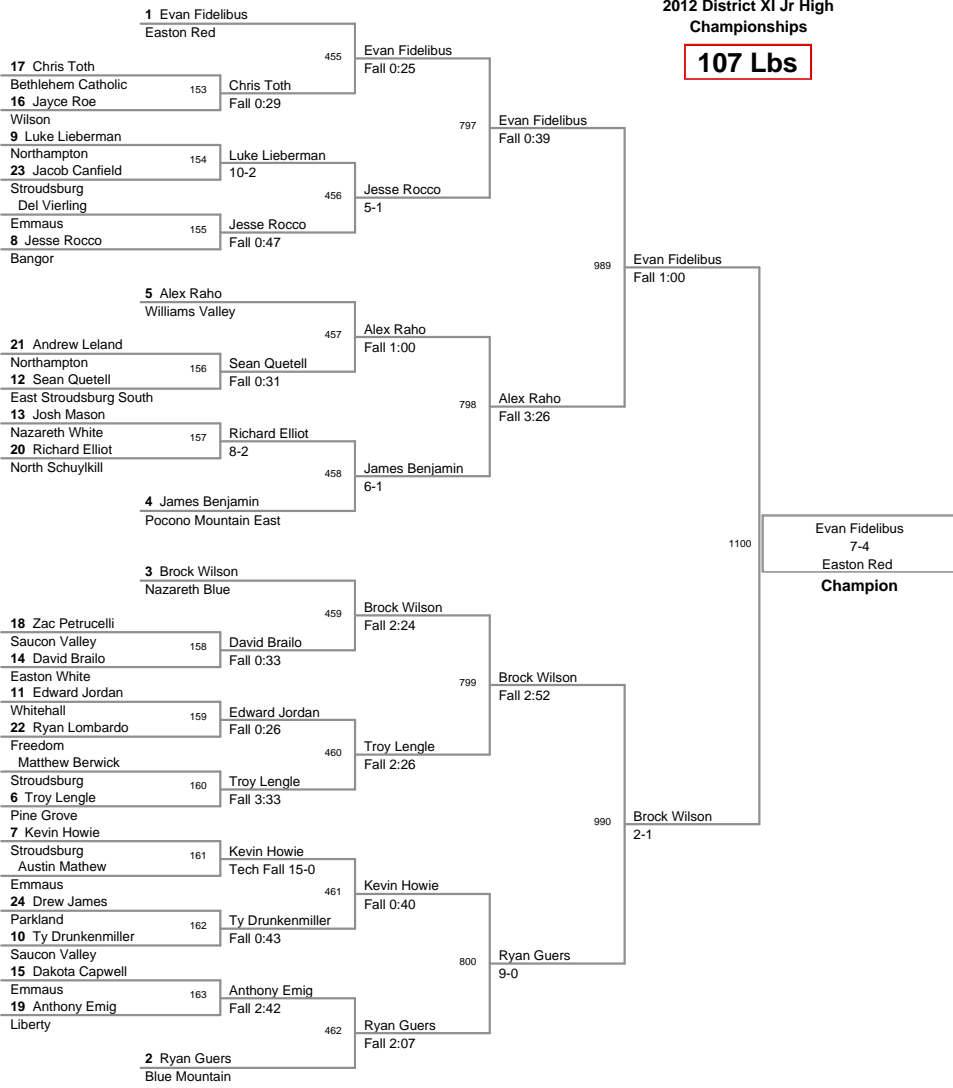 2012 District XI Jr High
Championships
107 Lbs
1 Evan Fidelibus
Easton Red
17 Chris Toth
Bethlehem Catholic
16 Jayce Roe
Wilson
9 Luke Lieberman
Northampton
23 Jacob Canfield
Stroudsburg
Del Vierling
Emmaus
8 Jesse Rocco
Bangor
5 Alex Raho
Williams Valley
21 Andrew Leland
Northampton
12 Sean Quetell
East Stroudsburg South
13 Josh Mason
Nazareth White
20 Richard Elliot
North Schuylkill
4 James Benjamin
Pocono Mountain East
3 Brock Wilson
Nazareth Blue
18 Zac Petrucelli
Saucon Valley
14 David Brailo
Easton White
11 Edward Jordan
Whitehall
22 Ryan Lombardo
Freedom
Matthew Berwick
Stroudsburg
6 Troy Lengle
Pine Grove
7 Kevin Howie
Stroudsburg
Austin Mathew
Emmaus
24 Drew James
Parkland
10 Ty Drunkenmiller
Saucon Valley
15 Dakota Capwell
Emmaus
19 Anthony Emig
Liberty
2 Ryan Guers
Blue Mountain
153
Chris Toth
Fall 0:29
154
Luke Lieberman
10-2
155
Jesse Rocco
Fall 0:47
156
Sean Quetell
Fall 0:31
157
Richard Elliot
8-2
158
David Brailo
Fall 0:33
159
Edward Jordan
Fall 0:26
160
Troy Lengle
Fall 3:33
161
Kevin Howie
Tech Fall 15-0
162
Ty Drunkenmiller
Fall 0:43
163
Anthony Emig
Fall 2:42
455
Evan Fidelibus
Fall 0:25
456
Jesse Rocco
5-1
457
Alex Raho
Fall 1:00
458
James Benjamin
6-1
459
Brock Wilson
Fall 2:24
460
Troy Lengle
Fall 2:26
461
Kevin Howie
Fall 0:40
462
Ryan Guers
Fall 2:07
797
Evan Fidelibus
Fall 0:39
798
Alex Raho
Fall 3:26
799
Brock Wilson
Fall 2:52
800
Ryan Guers
9-0
989
Evan Fidelibus
Fall 1:00
990
Brock Wilson
2-1
1100
Evan Fidelibus
7-4
Easton Red
Champion